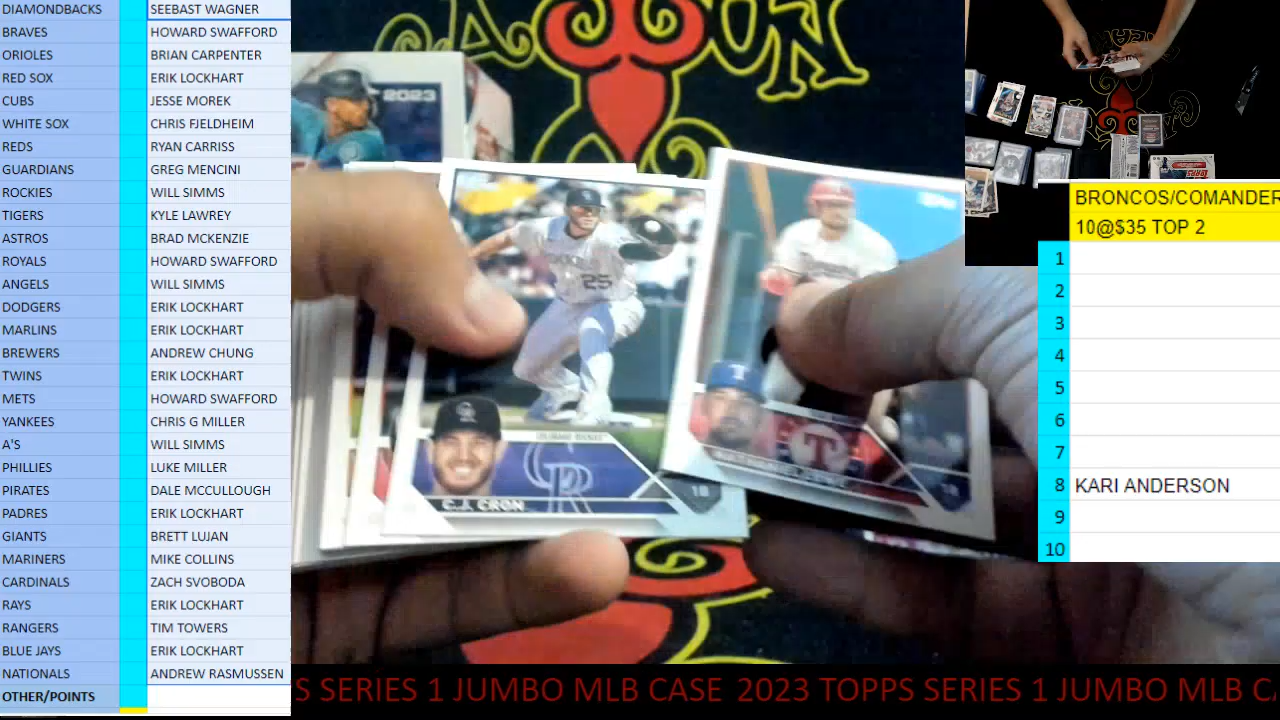 DIAMONDBACKS SEEBAST WAGNER
BRAVES HOWARD SWAFFORD
ORIOLES BRIAN CARPENTER
RED SOX ERIK LOCKHART
CUBS JESSE MOREK
WHITE SOX CHRIS FJELDHEIM
REDS RYAN CARRISS
GUARDIANS GREG MENCINI
ROCKIES WILL SIMMS
TIGERS KYLE LAWREY
ASTROS BRAD MCKENZIE
ROYALS HOWARD SWAFFORD
ANGELS WILL SIMMS
DODGERS ERIK LOCKHART
MARLINS ERIK LOCKHART
BREWERS ANDREW CHUNG
TWINS ERIK LOCKHART
METS HOWARD SWAFFORD
YANKEES CHRIS G MILLER
A'S WILL SIMMS
PHILLIES LUKE MILLER
PIRATES DALE MCCULLOUGH
PADRES ERIK LOCKHART
GIANTS BRETT LUJAN
MARINERS MIKE COLLINS
CARDINALS ZACH SVOBODA
RAYS ERIK LOCKHART
RANGERS TIM TOWERS
BLUE JAYS ERIK LOCKHART
NATIONALS ANDREW RASMUSSEN
OTHER/POINTS
2023
25
CR
C.J. CRON
1B
T
BRONCOS/COMANDER
10@$35 TOP 2
1
2
3
4
5
6
7
8 KARI ANDERSON
9
10
S SERIES 1 JUMBO MLB CASE 2023 TOPPS SERIES 1 JUMBO MLB CA